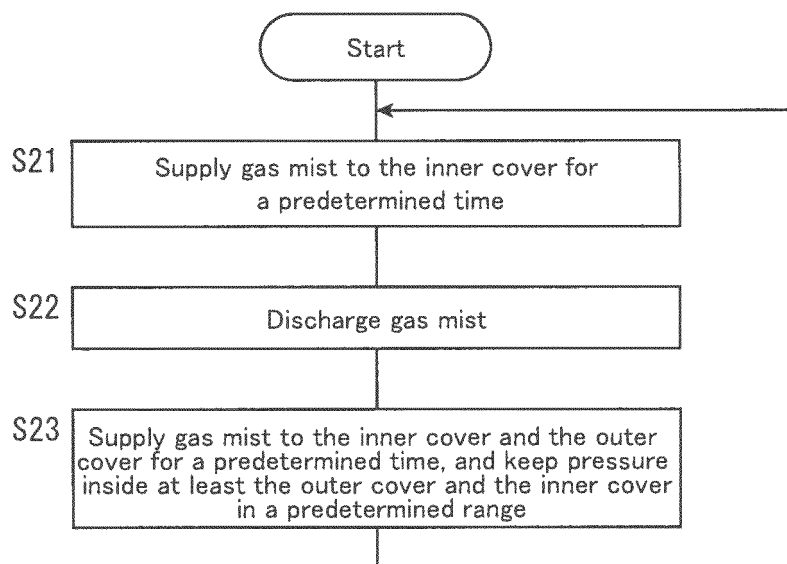 Start
S21
Supply gas mist to the inner cover for
a predetermined time
S22
Discharge gas mist
S23
Supply gas mist to the inner cover and the outer
cover for a predetermined time, and keep pressure
inside at least the outer cover and the inner cover
in a predetermined range